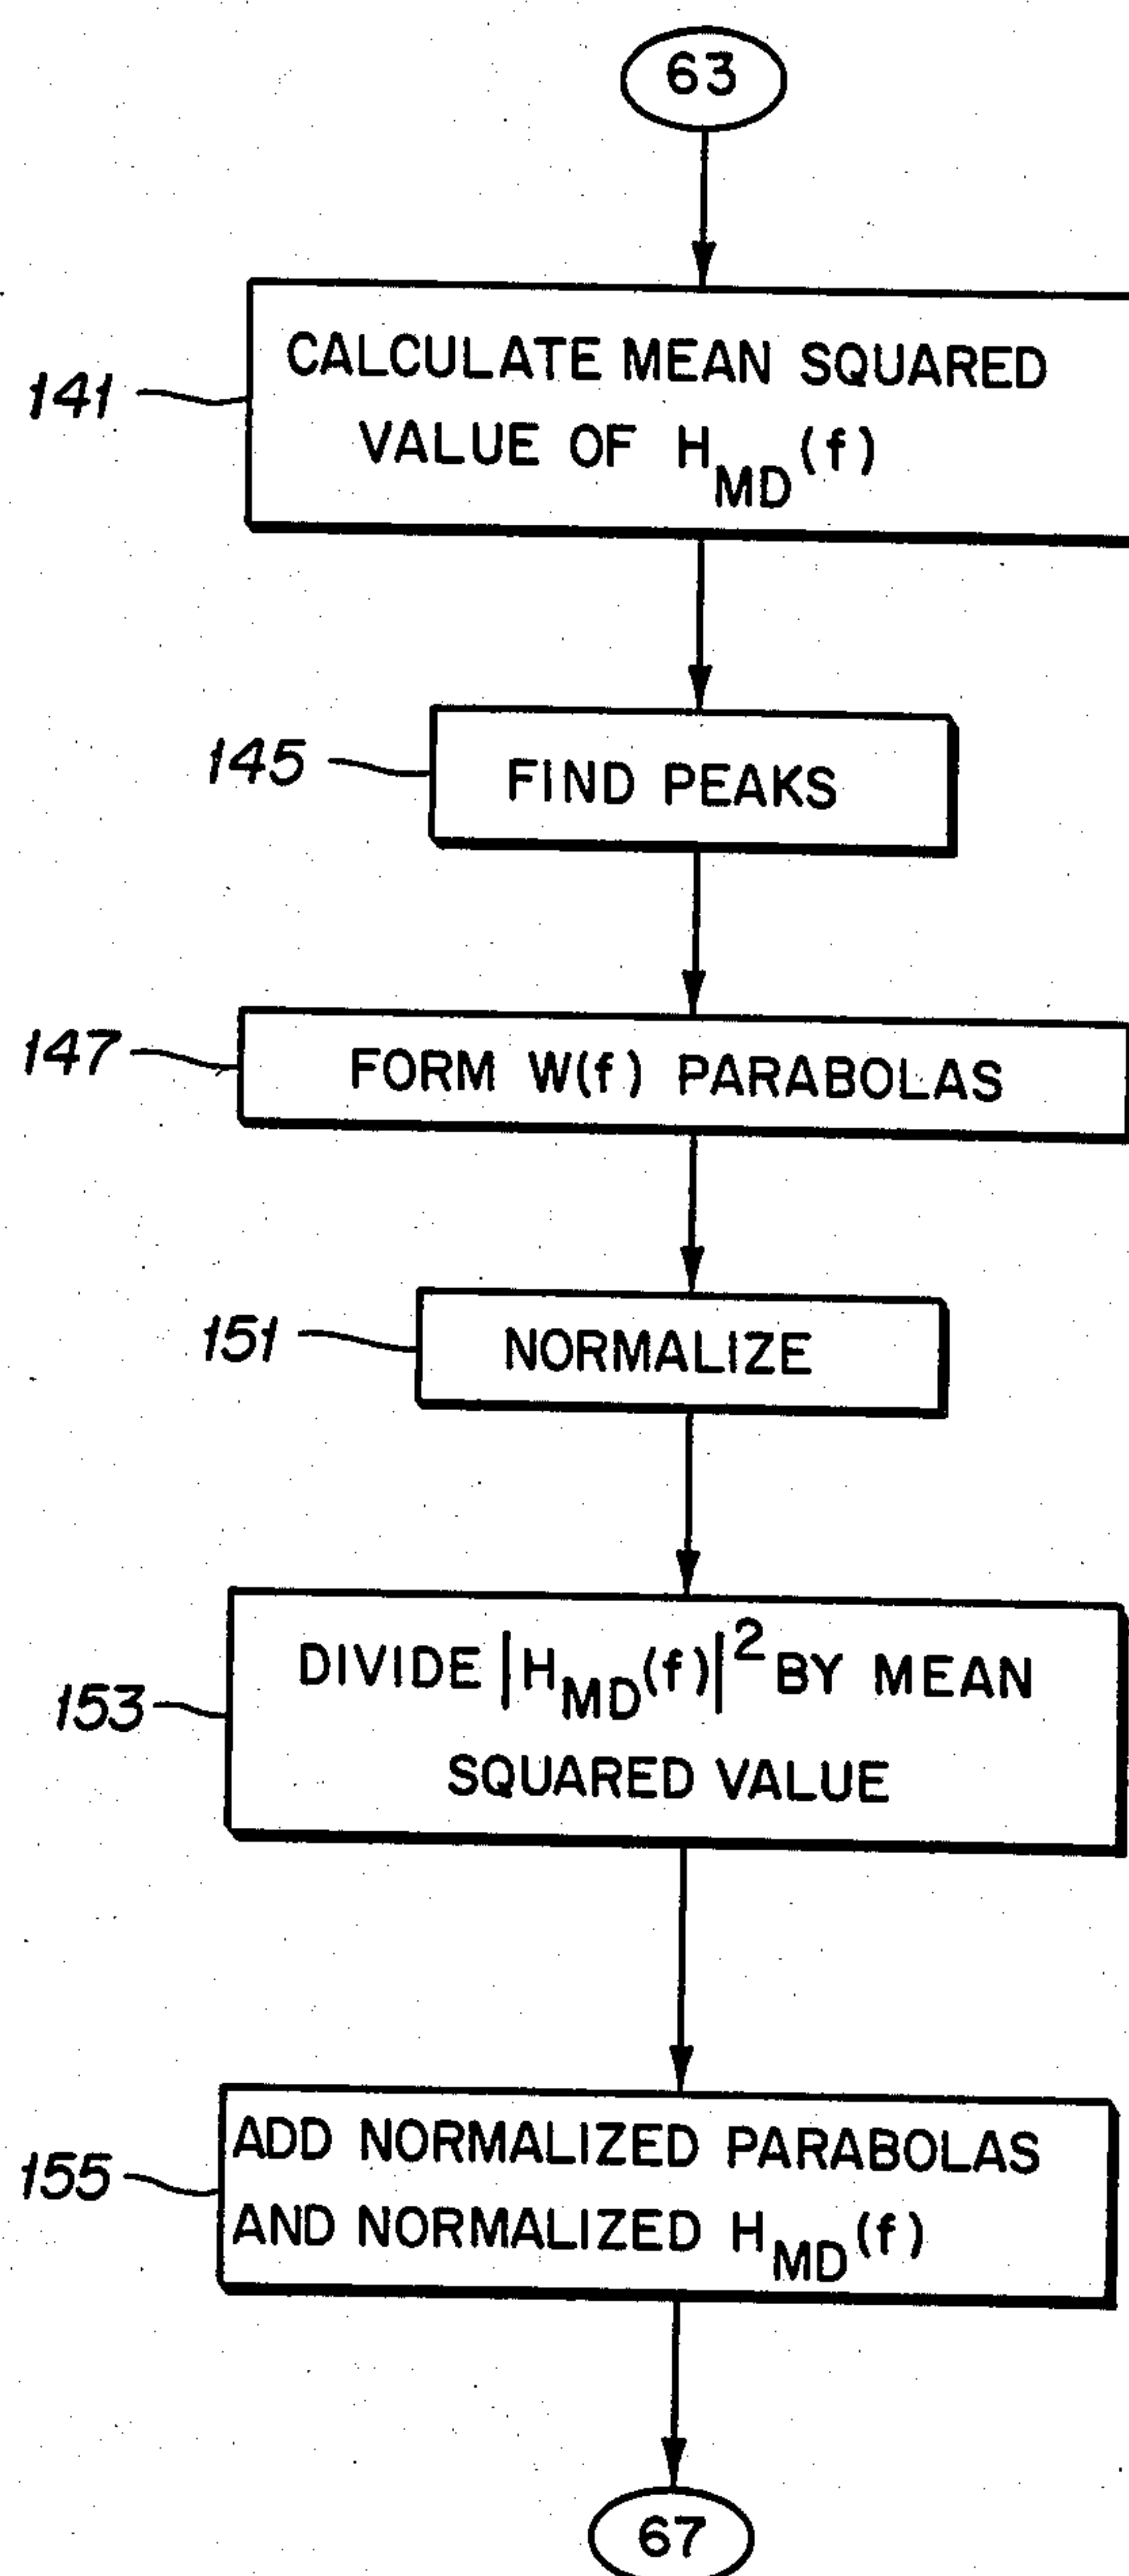 63
141
CALCULATE MEAN SQUARED
VALUE OF H_MD(f)
145
FIND PEAKS
147
FORM W(f) PARABOLAS
151
NORMALIZE
153
DIVIDE |H_MD(f)|² BY MEAN
SQUARED VALUE
155
ADD NORMALIZED PARABOLAS
AND NORMALIZED H_MD(f)
67